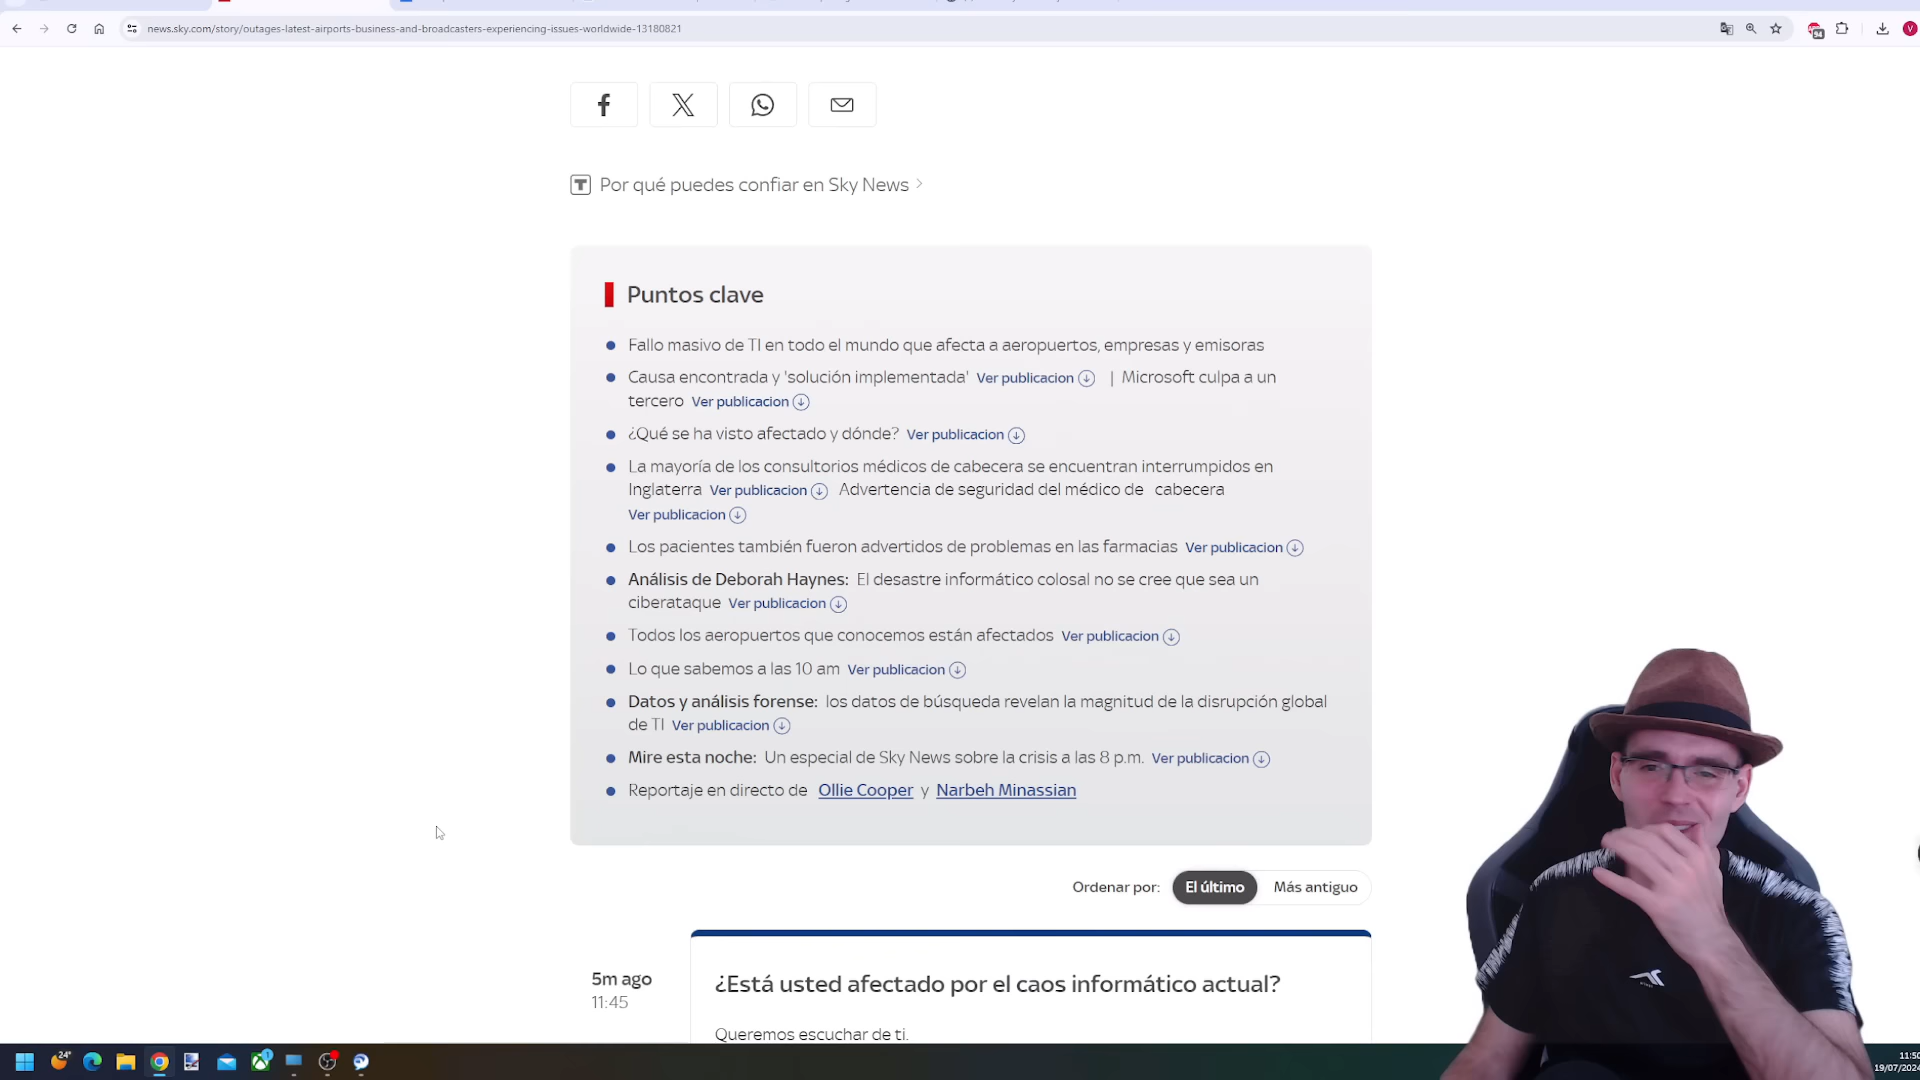 news.sky.com/story/outages-latest-airports-business-and-broadcasters-experiencing-issues-worldwide-13180821
94
V
Por qué puedes confiar en Sky News
Puntos clave
Fallo masivo de TI en todo el mundo que afecta a aeropuertos, empresas y emisoras
Causa encontrada y 'solución implementada' Ver publicacion | Microsoft culpa a un
tercero Ver publicacion
¿Qué se ha visto afectado y dónde? Ver publicacion
La mayoría de los consultorios médicos de cabecera se encuentran interrumpidos en
Inglaterra Ver publicacion Advertencia de seguridad del médico de cabecera
Ver publicacion
Los pacientes también fueron advertidos de problemas en las farmacias Ver publicacion
Análisis de Deborah Haynes: El desastre informático colosal no se cree que sea un
ciberataque Ver publicacion
Todos los aeropuertos que conocemos están afectados Ver publicacion
Lo que sabemos a las 10 am Ver publicacion
Datos y análisis forense: los datos de búsqueda revelan la magnitud de la disrupción global
de TI Ver publicacion
Mire esta noche: Un especial de Sky News sobre la crisis a las 8 p.m. Ver publicacion
Reportaje en directo de Ollie Cooper y Narbeh Minassian
Ordenar por: El último Más antiguo
5m ago
11:45
¿Está usted afectado por el caos informático actual?
Queremos escuchar de ti.
24°
1
11:50
19/07/2024